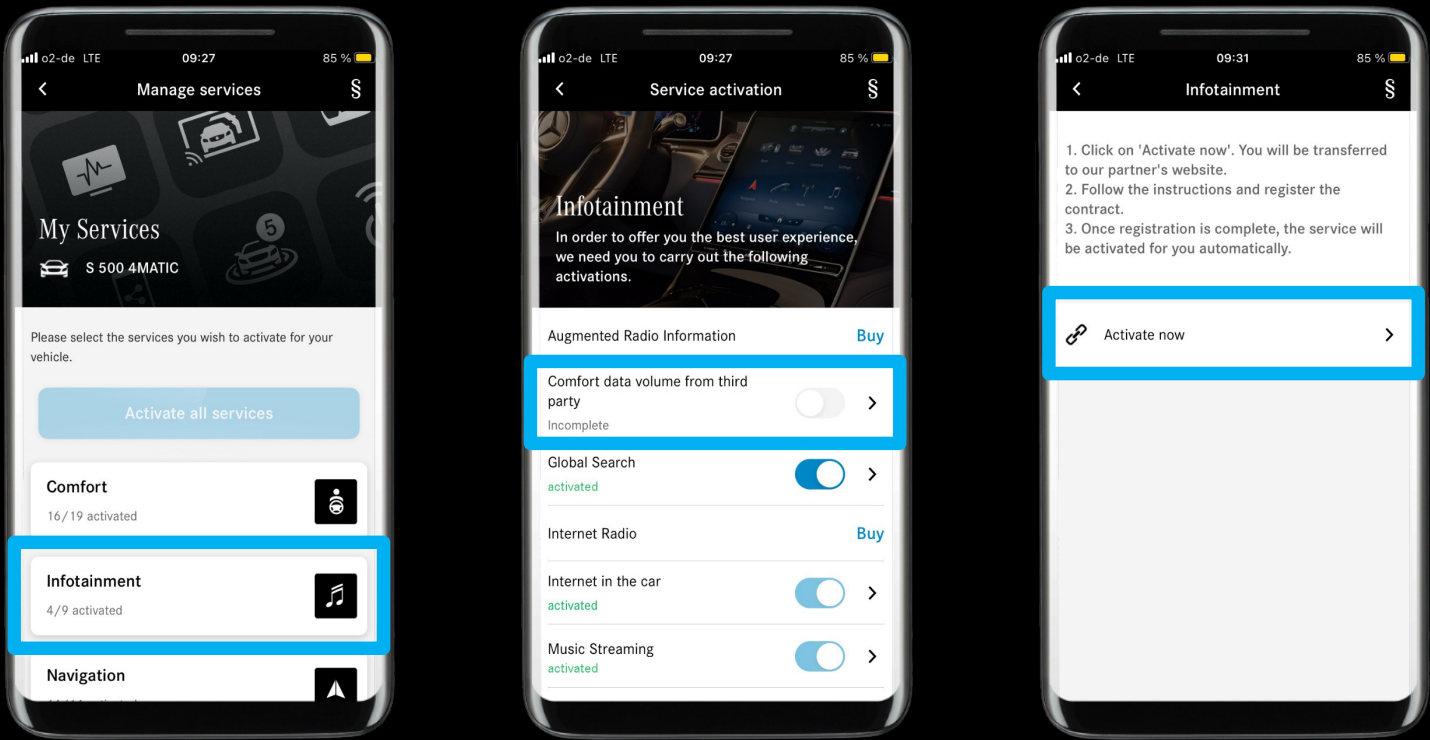 o2-de LTE 09:27 85 %
Manage services §
5
My Services
S 500 4MATIC
Please select the services you wish to activate for your
vehicle.
Activate all services
Comfort
16/19 activated
Infotainment
4/9 activated
Navigation
o2-de LTE 09:27 85 %
Service activation §
Infotainment
In order to offer you the best user experience,
we need you to carry out the following
activations.
Augmented Radio Information Buy
Comfort data volume from third
party
Incomplete
Global Search
activated
Internet Radio Buy
Internet in the car
activated
Music Streaming
activated
o2-de LTE 09:31 85 %
Infotainment §
1. Click on 'Activate now'. You will be transferred
to our partner's website.
2. Follow the instructions and register the
contract.
3. Once registration is complete, the service will
be activated for you automatically.
Activate now